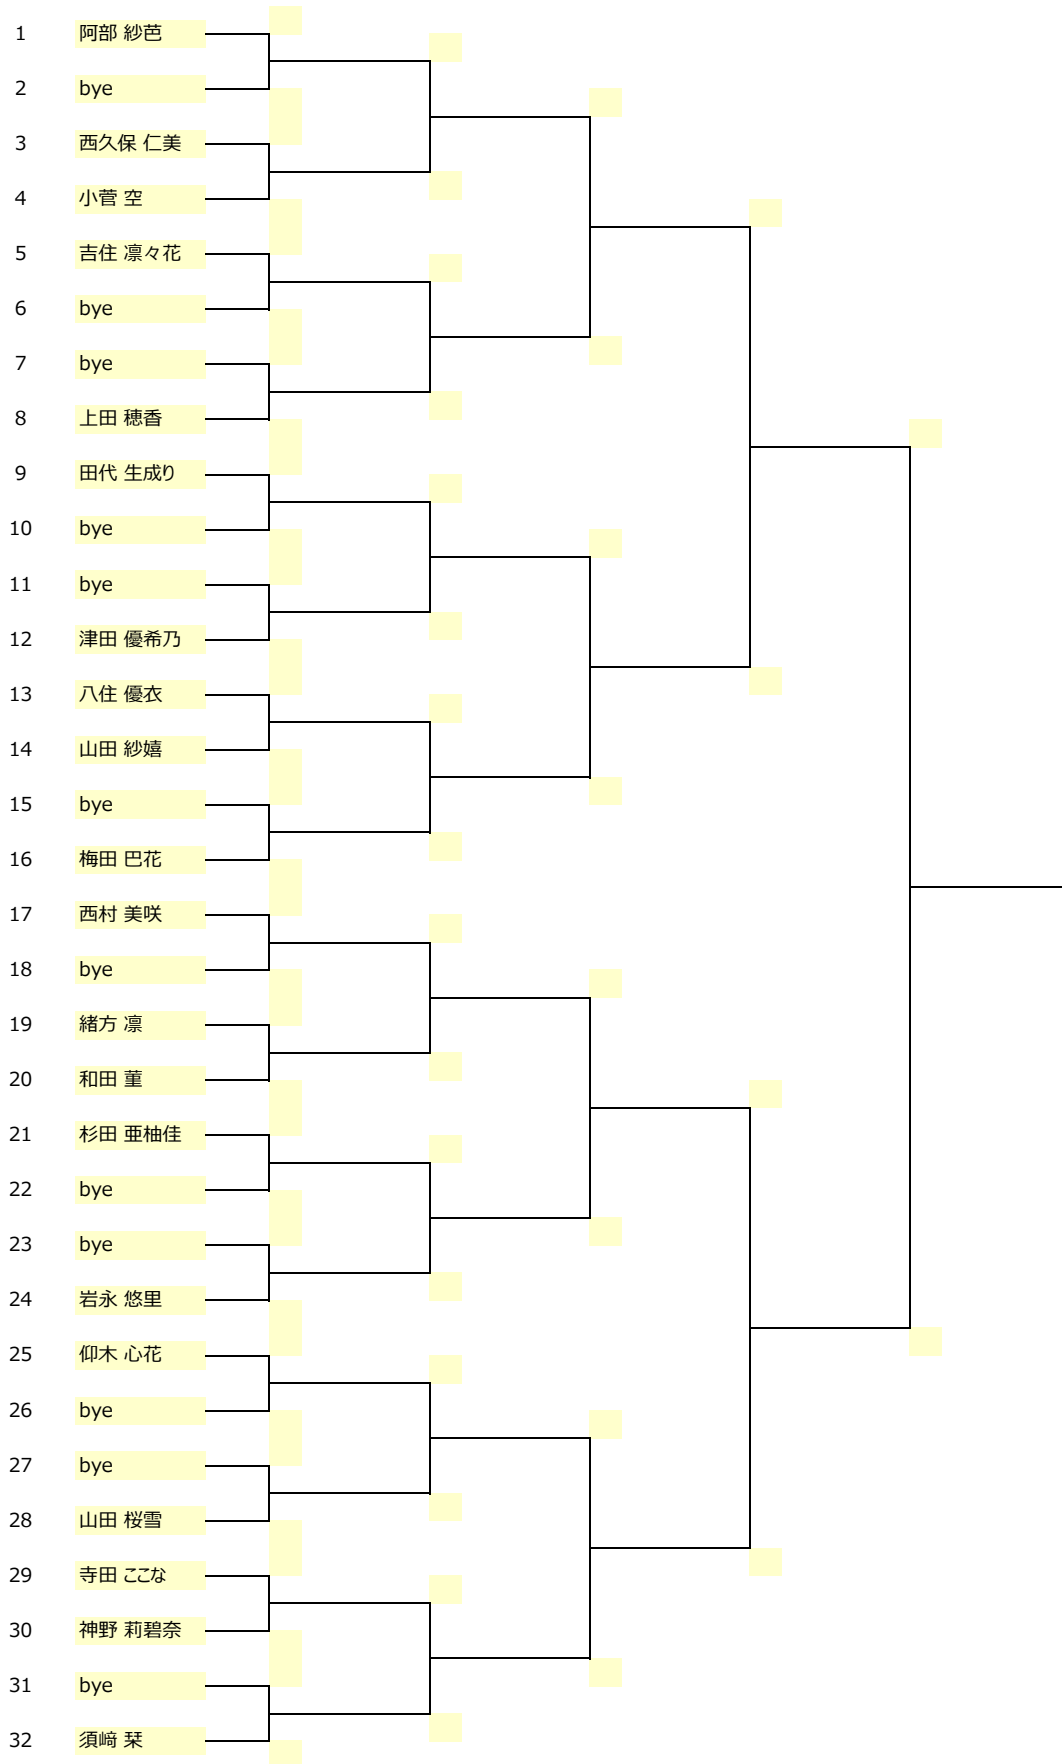 1 阿部 紗芭
2 bye
3 西久保 仁美
4 小菅 空
5 吉住 凛々花
6 bye
7 bye
8 上田 穂香
9 田代 生成り
10 bye
11 bye
12 津田 優希乃
13 八住 優衣
14 山田 紗嬉
15 bye
16 梅田 巴花
17 西村 美咲
18 bye
19 緒方 凛
20 和田 菫
21 杉田 亜柚佳
22 bye
23 bye
24 岩永 悠里
25 仰木 心花
26 bye
27 bye
28 山田 桜雪
29 寺田 ここな
30 神野 莉碧奈
31 bye
32 須﨑 栞